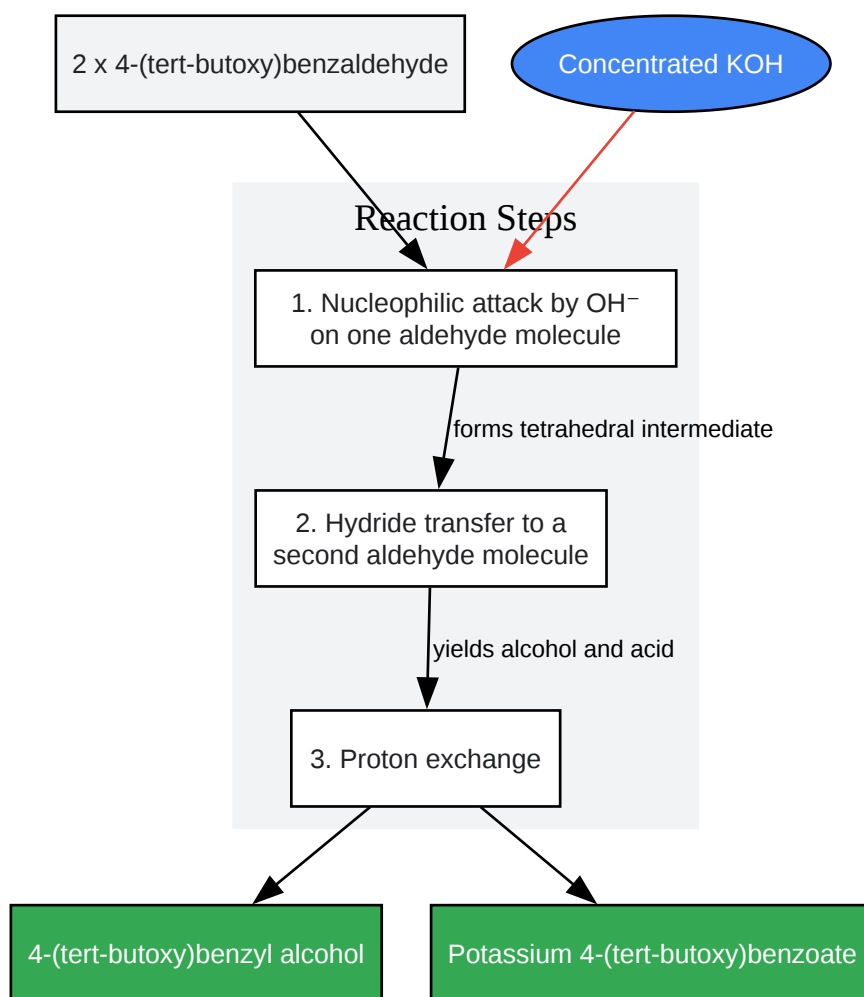 2 x 4-(tert-butoxy)benzaldehyde
Concentrated KOH
Reaction Steps
1. Nucleophilic attack by OH⁻
on one aldehyde molecule
forms tetrahedral intermediate
2. Hydride transfer to a
second aldehyde molecule
yields alcohol and acid
3. Proton exchange
4-(tert-butoxy)benzyl alcohol
Potassium 4-(tert-butoxy)benzoate